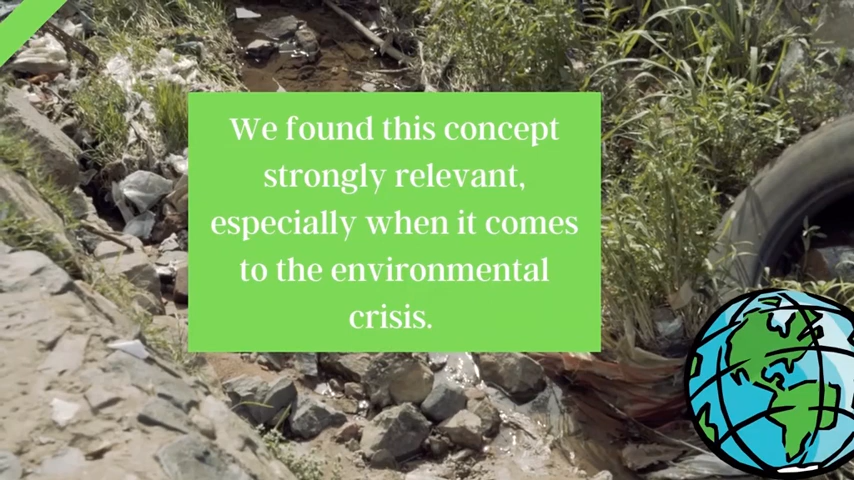 We found this concept
strongly relevant,
especially when it comes
to the environmental
crisis.